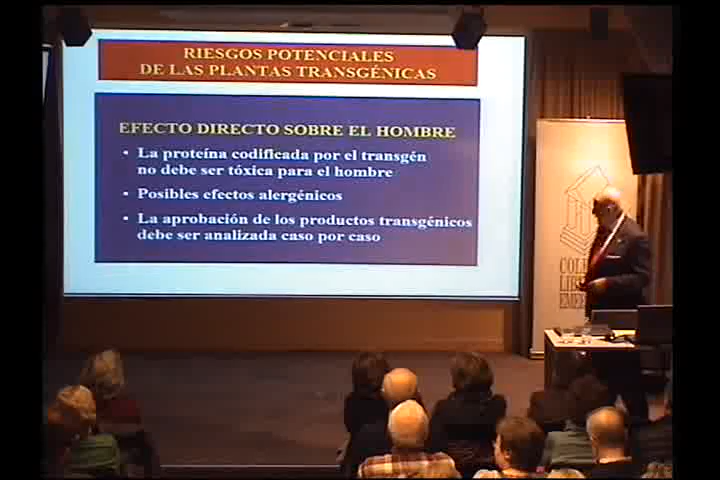 RIESGOS POTENCIALES
DE LAS PLANTAS TRANSGÉNICAS
EFECTO DIRECTO SOBRE EL HOMBRE
• La proteína codificada por el transgén
no debe ser tóxica para el hombre
• Posibles efectos alergénicos
• La aprobación de los productos transgénicos
debe ser analizada caso por caso